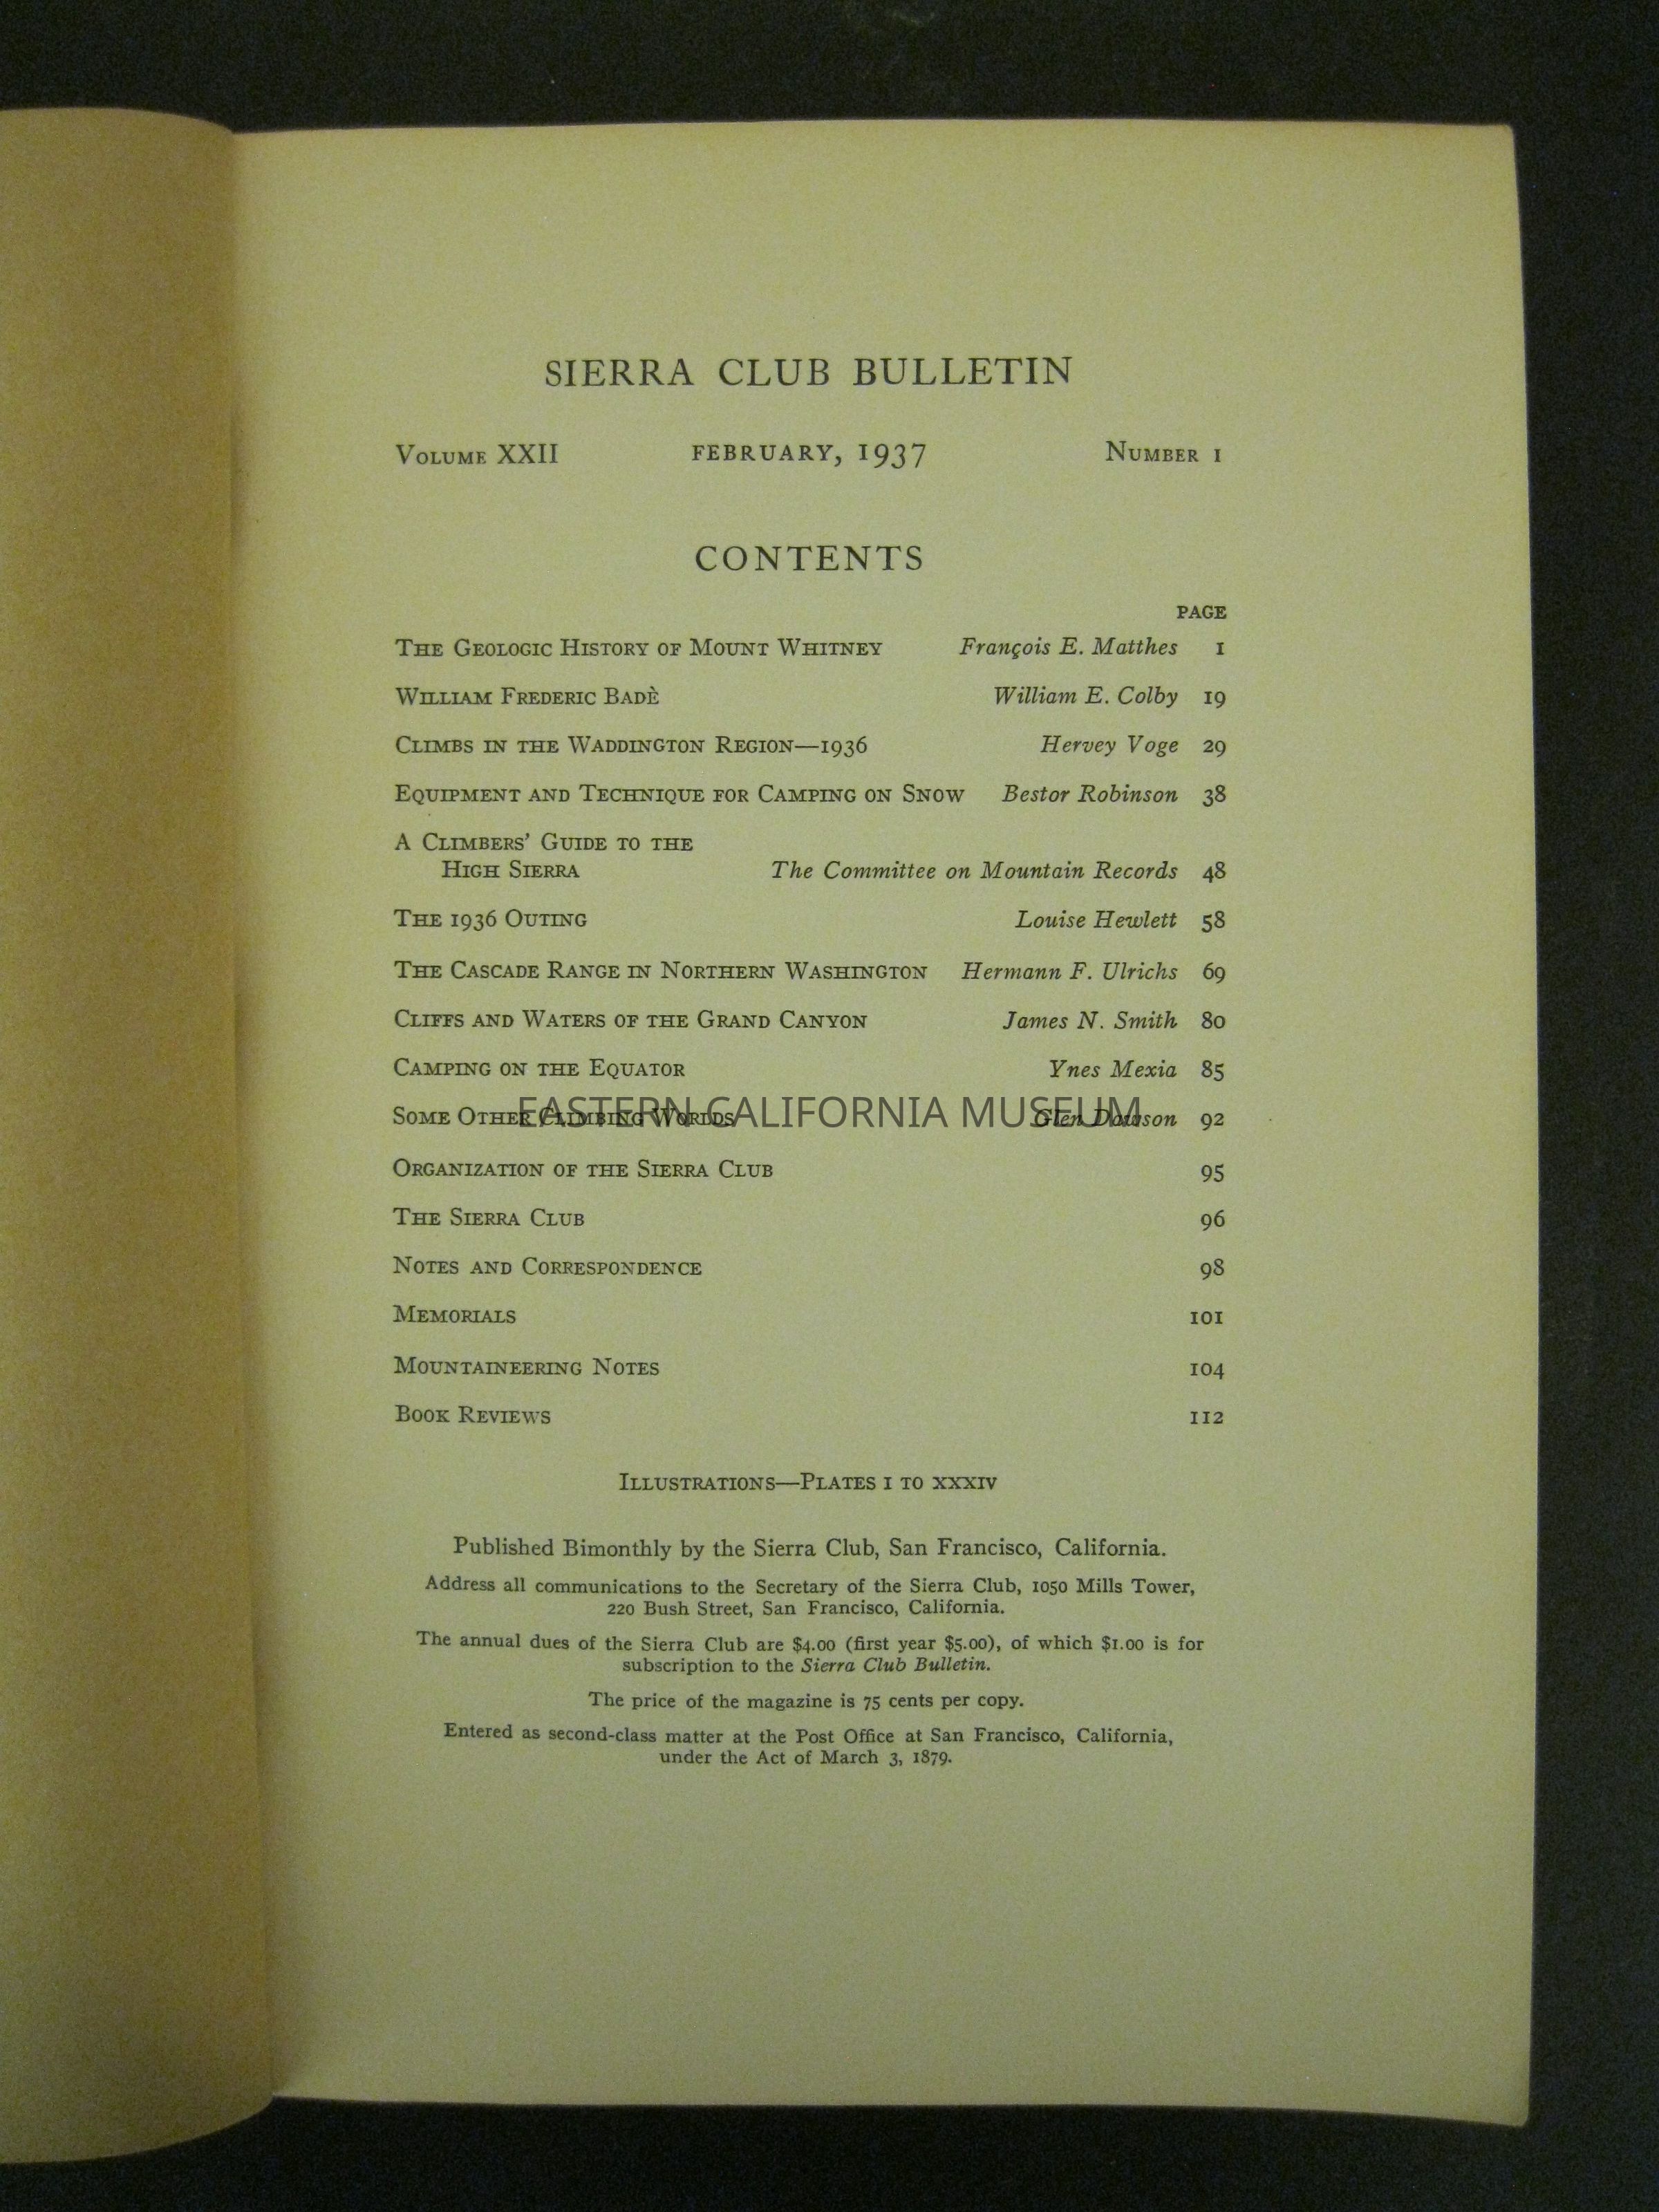 SIERRA CLUB BULLETIN
VOLUME XXII FEBRUARY, 1937 NUMBER 1
CONTENTS
PAGE
THE GEOLOGIC HISTORY OF MOUNT WHITNEY François E. Matthes 1
WILLIAM FREDERIC BADÈ William E. Colby 19
CLIMBS IN THE WADDINGTON REGION—1936 Hervey Voge 29
EQUIPMENT AND TECHNIQUE FOR CAMPING ON SNOW Bestor Robinson 38
A CLIMBERS' GUIDE TO THE
HIGH SIERRA The Committee on Mountain Records 48
THE 1936 OUTING Louise Hewlett 58
THE CASCADE RANGE IN NORTHERN WASHINGTON Hermann F. Ulrichs 69
CLIFFS AND WATERS OF THE GRAND CANYON James N. Smith 80
CAMPING ON THE EQUATOR Ynes Mexia 85
SOME OTHER CLIMBING WORLDS Glen Dawson 92
EASTERN CALIFORNIA MUSEUM
ORGANIZATION OF THE SIERRA CLUB 95
THE SIERRA CLUB 96
NOTES AND CORRESPONDENCE 98
MEMORIALS 101
MOUNTAINEERING NOTES 104
BOOK REVIEWS 112
ILLUSTRATIONS—PLATES I TO XXXIV
Published Bimonthly by the Sierra Club, San Francisco, California.
Address all communications to the Secretary of the Sierra Club, 1050 Mills Tower,
220 Bush Street, San Francisco, California.
The annual dues of the Sierra Club are $4.00 (first year $5.00), of which $1.00 is for
subscription to the Sierra Club Bulletin.
The price of the magazine is 75 cents per copy.
Entered as second-class matter at the Post Office at San Francisco, California,
under the Act of March 3, 1879.